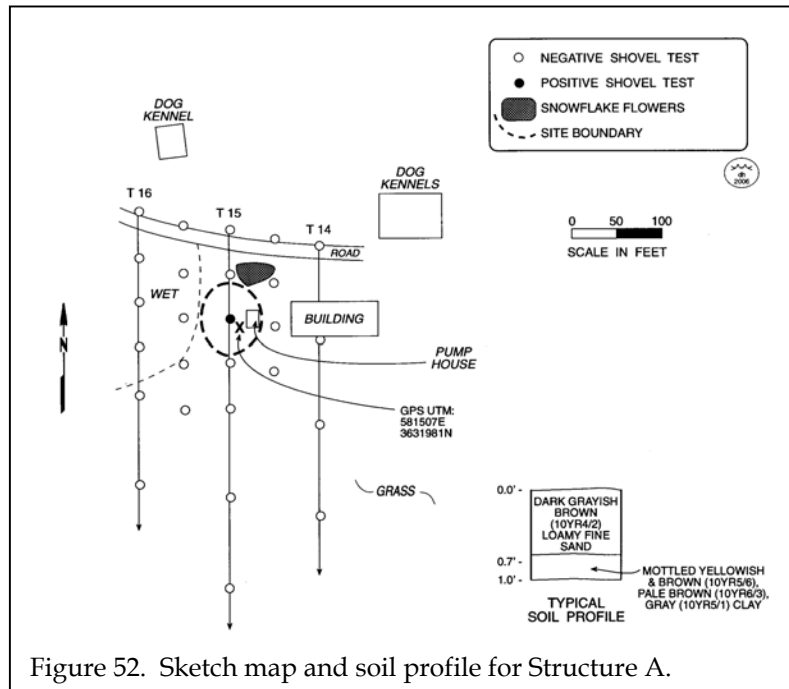 NEGATIVE SHOVEL TEST
POSITIVE SHOVEL TEST
SNOWFLAKE FLOWERS
SITE BOUNDARY
dh
2006
DOG
KENNEL
DOG
KENNELS
T 16
T 15
T 14
0 50 100
SCALE IN FEET
ROAD
WET
BUILDING
X
N
PUMP
HOUSE
GPS UTM:
581507E
3631981N
GRASS
0.0' -
DARK GRAYISH
BROWN
(10YR4/2)
LOAMY FINE
SAND
0.7' -
1.0' -
MOTTLED YELLOWISH
& BROWN (10YR5/6),
PALE BROWN (10YR6/3),
GRAY (10YR5/1) CLAY
TYPICAL
SOIL PROFILE
Figure 52. Sketch map and soil profile for Structure A.